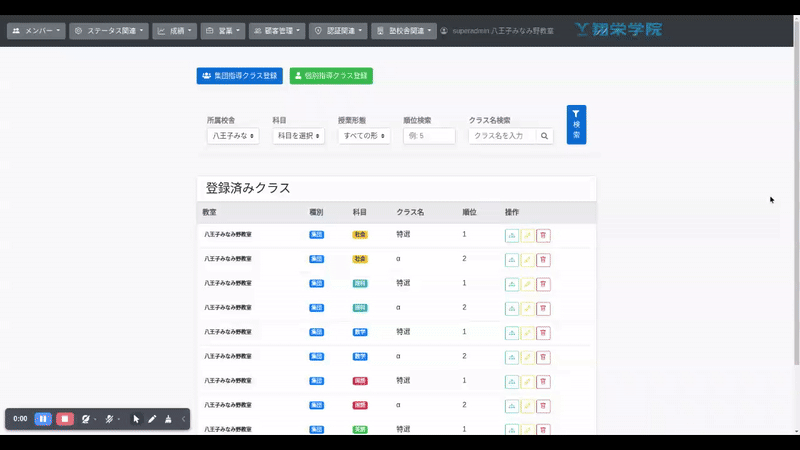 メンバー ステータス関連 成績 営業 顧客管理 認証関連 塾校舎関連 superadmin 八王子みなみ野教室 翔栄学院
集団指導クラス登録 個別指導クラス登録
所属校舎 科目 授業形態 順位検索 クラス名検索
八王子みな 科目を選択 すべての形 例: 5 クラス名を入力 検索
登録済みクラス
教室 種別 科目 クラス名 順位 操作
八王子みなみ野教室 集団 社会 特選 1
八王子みなみ野教室 集団 社会 α 2
八王子みなみ野教室 集団 理科 特選 1
八王子みなみ野教室 集団 理科 α 2
八王子みなみ野教室 集団 数学 特選 1
八王子みなみ野教室 集団 数学 α 2
八王子みなみ野教室 集団 国語 特選 1
八王子みなみ野教室 集団 国語 α 2
八王子みなみ野教室 集団 英語 特選 1
0:00